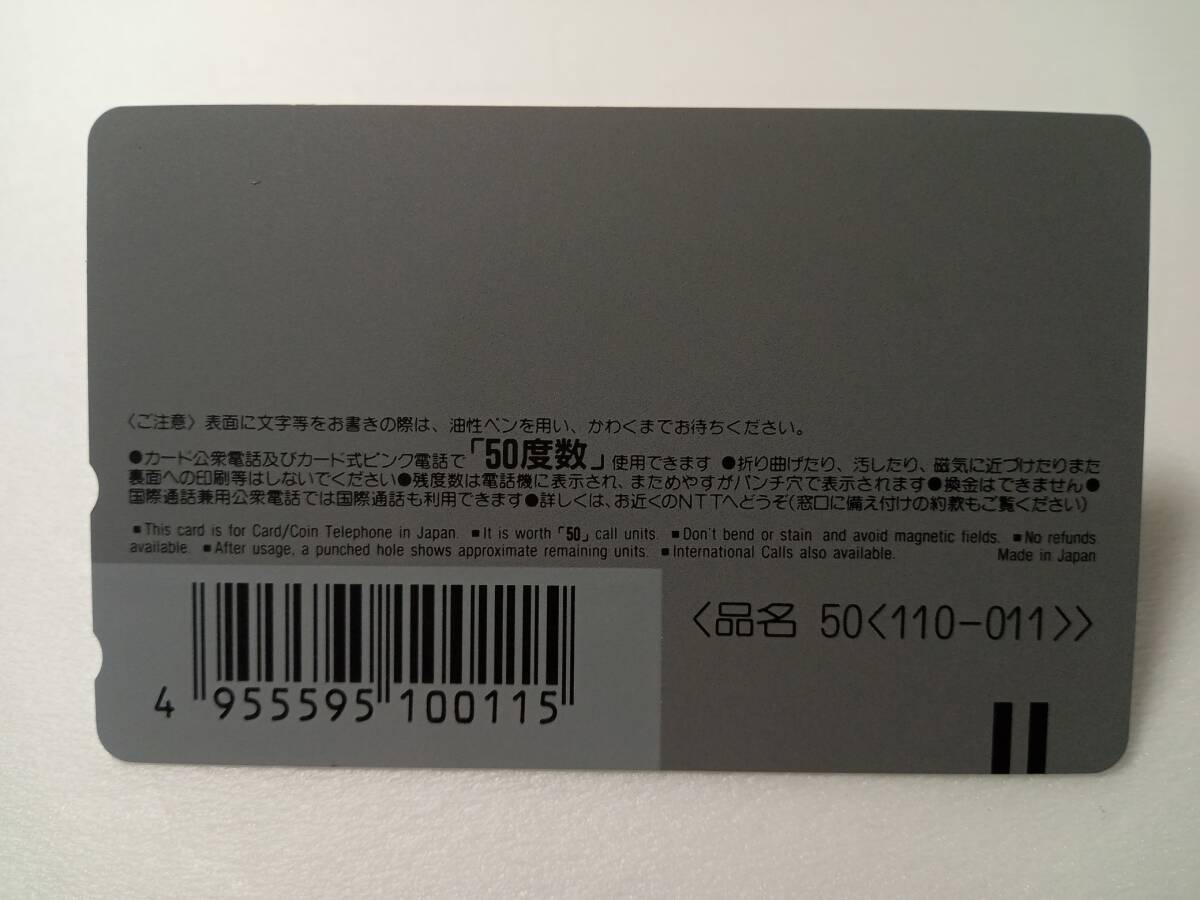 〈ご注意〉表面に文字等をお書きの際は、油性ペンを用い、かわくまでお待ちください。
●カード公衆電話及びカード式ピンク電話で「50度数」使用できます ●折り曲げたり、汚したり、磁気に近づけたりまた
裏面への印刷等はしないでください●残度数は電話機に表示され、まためやすがパンチ穴で表示されます●換金はできません●
国際通話兼用公衆電話では国際通話も利用できます●詳しくは、お近くのNTTへどうぞ(窓口に備え付けの約款もご覧ください)
■This card is for Card/Coin Telephone in Japan. ■It is worth「50」call units. ■Don't bend or stain and avoid magnetic fields. ■No refunds
available. ■After usage, a punched hole shows approximate remaining units. ■International Calls also available. Made in Japan
〈品名 50<110-011>〉
4 955595 100115